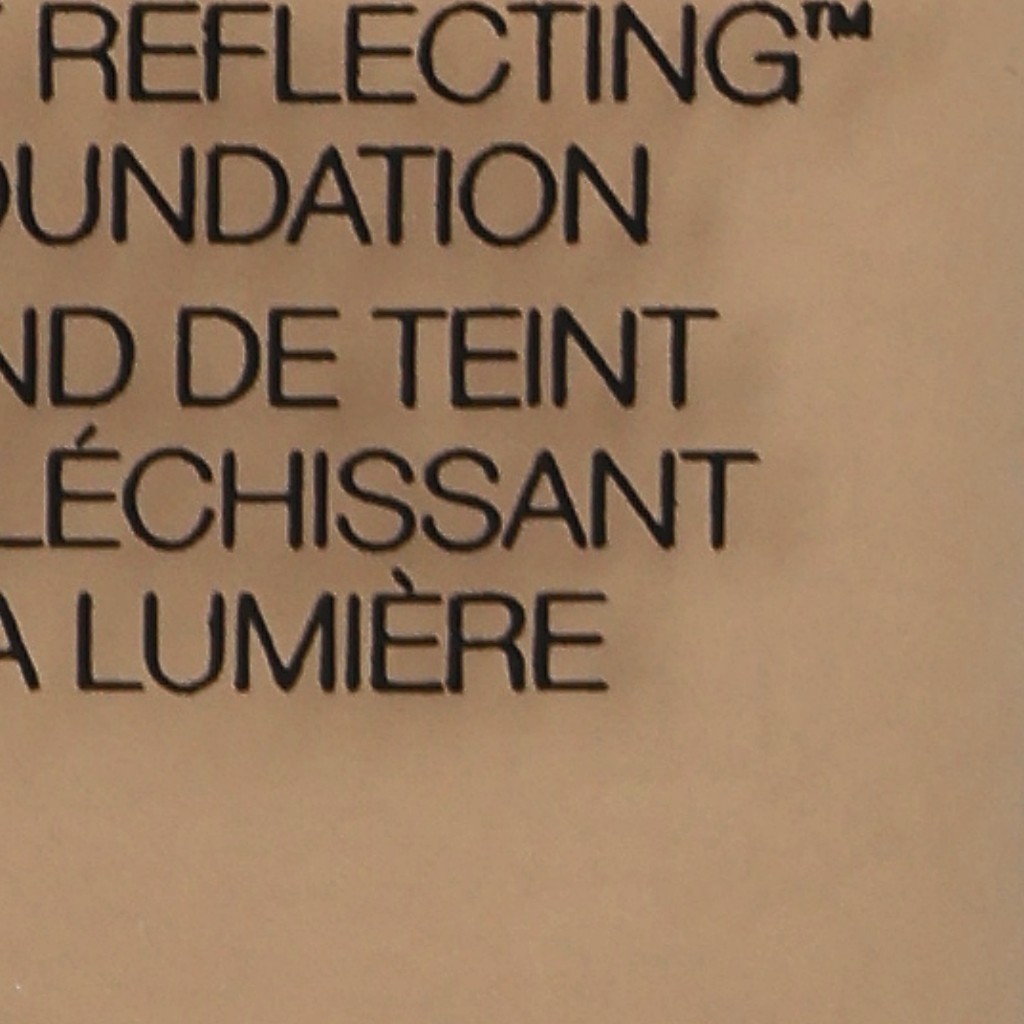 REFLECTING™
OUNDATION
ND DE TEINT
LÉCHISSANT
A LUMIÈRE